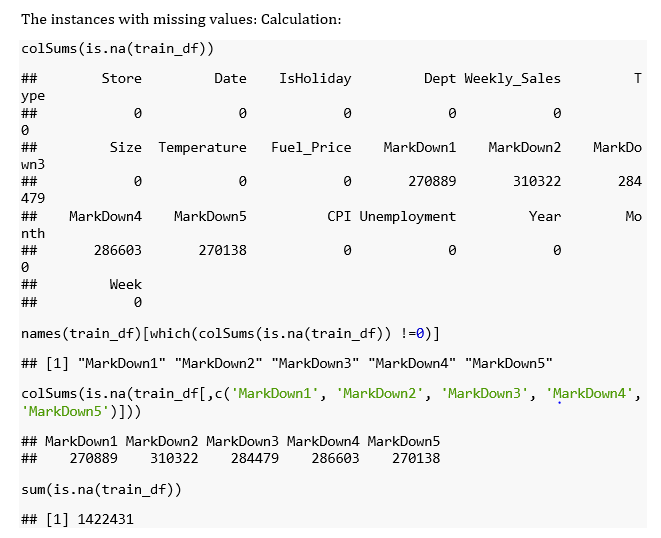 The instances with missing values: Calculation:
colSums(is.na(train_df))
##        Store         Date    IsHoliday         Dept Weekly_Sales         T
ype
##            0            0            0            0            0
0
##         Size  Temperature   Fuel_Price    MarkDown1    MarkDown2    MarkDo
wn3
##            0            0            0       270889       310322       284
479
##    MarkDown4    MarkDown5          CPI Unemployment         Year        Mo
nth
##       286603       270138            0            0            0
0
##         Week
##            0
names(train_df)[which(colSums(is.na(train_df)) !=0)]
## [1] "MarkDown1" "MarkDown2" "MarkDown3" "MarkDown4" "MarkDown5"
colSums(is.na(train_df[,c('MarkDown1', 'MarkDown2', 'MarkDown3', 'MarkDown4',
'MarkDown5')]))
## MarkDown1 MarkDown2 MarkDown3 MarkDown4 MarkDown5
##    270889    310322    284479    286603    270138
sum(is.na(train_df))
## [1] 1422431